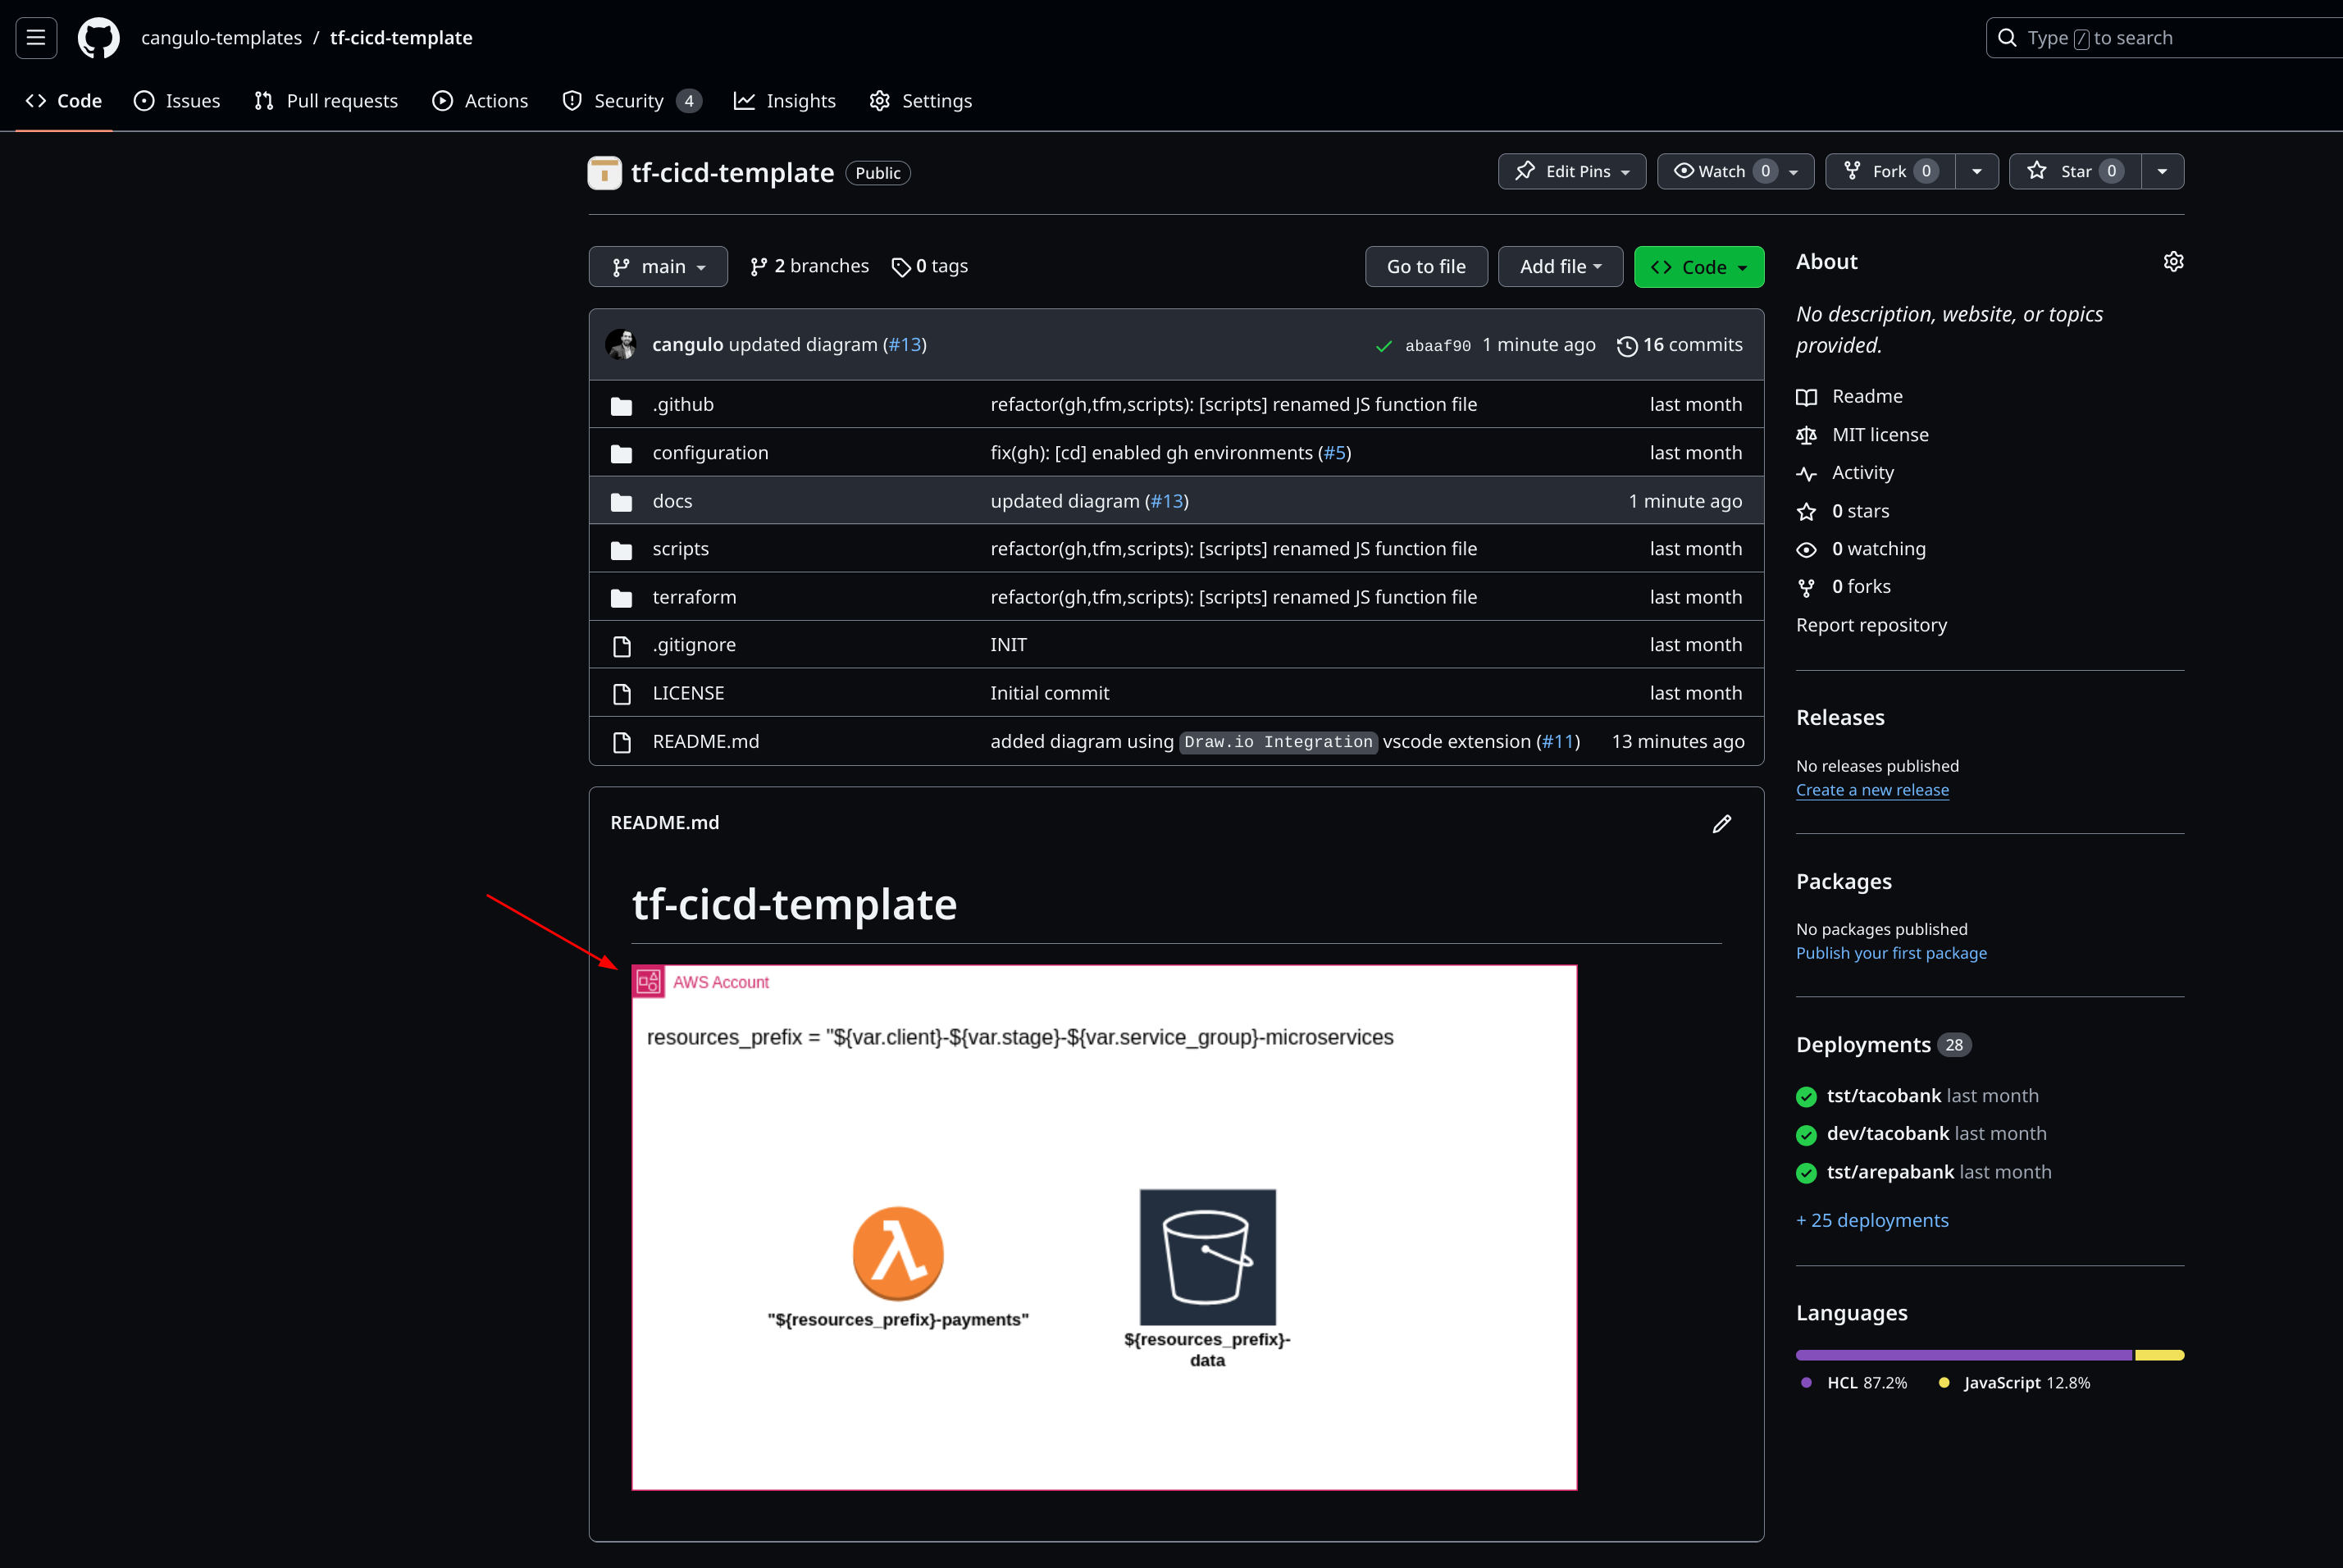 cangulo-templates / tf-cicd-template
Type / to search
Code Issues Pull requests Actions Security 4 Insights Settings
tf-cicd-template Public
Edit Pins Watch 0 Fork 0 Star 0
main 2 branches 0 tags Go to file Add file Code
cangulo updated diagram (#13) abaaf90 1 minute ago 16 commits
.github refactor(gh,tfm,scripts): [scripts] renamed JS function file last month
configuration fix(gh): [cd] enabled gh environments (#5) last month
docs updated diagram (#13) 1 minute ago
scripts refactor(gh,tfm,scripts): [scripts] renamed JS function file last month
terraform refactor(gh,tfm,scripts): [scripts] renamed JS function file last month
.gitignore INIT last month
LICENSE Initial commit last month
README.md added diagram using Draw.io Integration vscode extension (#11) 13 minutes ago
README.md
tf-cicd-template
AWS Account
resources_prefix = "${var.client}-${var.stage}-${var.service_group}-microservices
"${resources_prefix}-payments"
${resources_prefix}-
data
About
No description, website, or topics
provided.
Readme
MIT license
Activity
0 stars
0 watching
0 forks
Report repository
Releases
No releases published
Create a new release
Packages
No packages published
Publish your first package
Deployments 28
tst/tacobank last month
dev/tacobank last month
tst/arepabank last month
+ 25 deployments
Languages
HCL 87.2% JavaScript 12.8%